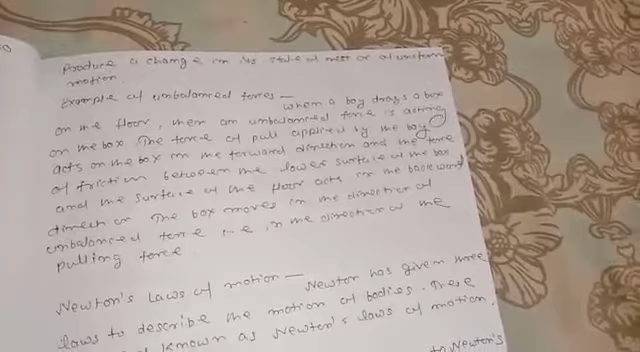 Produce a change in its state of rest or of uniform
motion.
Example of unbalanced forces — When a boy drags a box
on the floor, then an unbalanced force is acting
on the box. The force of pull applied by the boy
acts on the box in the forward direction and the force
of friction between the lower surface of the box
and the surface of the floor acts in the backward
direction. The box moves in the direction of
unbalanced force i.e., in the direction of the
pulling force
Newton's Laws of motion — Newton has given three
laws to describe the motion of bodies. These
known as Newton's laws of motion.
to Newton's